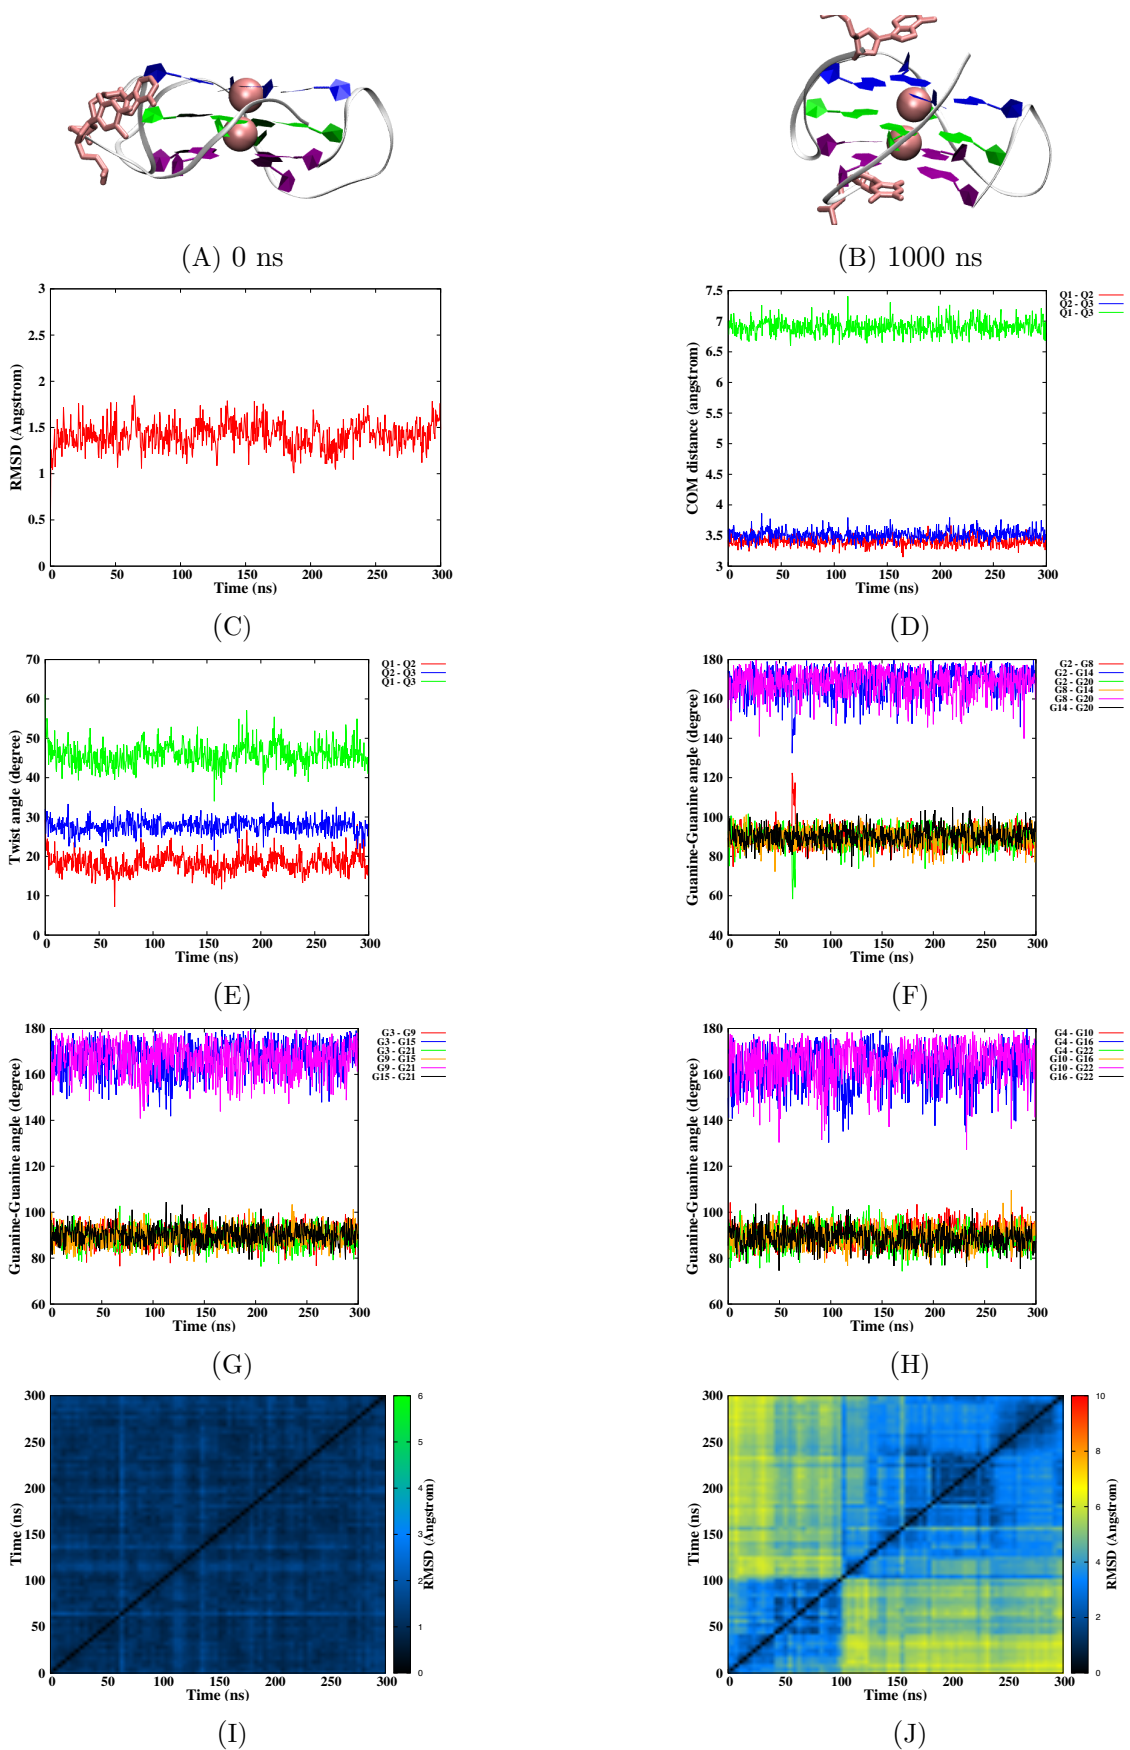 (A) 0 ns
(B) 1000 ns
RMSD (Angstrom)
3
2.5
2
1.5
1
0.5
0
0 50 100 150 200 250 300
Time (ns)
(C)
COM distance (angstrom)
7.5
7
6.5
6
5.5
5
4.5
4
3.5
3
0 50 100 150 200 250 300
Time (ns)
Q1 - Q2
Q2 - Q3
Q1 - Q3
(D)
Twist angle (degree)
70
60
50
40
30
20
10
0
0 50 100 150 200 250 300
Time (ns)
Q1 - Q2
Q2 - Q3
Q1 - Q3
(E)
Guanine-Guanine angle (degree)
180
160
140
120
100
80
60
40
0 50 100 150 200 250 300
Time (ns)
G2 - G8
G2 - G14
G2 - G20
G8 - G14
G8 - G20
G14 - G20
(F)
Guanine-Guanine angle (degree)
180
160
140
120
100
80
60
0 50 100 150 200 250 300
Time (ns)
G3 - G9
G3 - G15
G3 - G21
G9 - G15
G9 - G21
G15 - G21
(G)
Guanine-Guanine angle (degree)
180
160
140
120
100
80
60
0 50 100 150 200 250 300
Time (ns)
G4 - G10
G4 - G16
G4 - G22
G10 - G16
G10 - G22
G16 - G22
(H)
Time (ns)
300
250
200
150
100
50
0
0 50 100 150 200 250 300
Time (ns)
6
5
4
3
2
1
0
RMSD (Angstrom)
(I)
Time (ns)
300
250
200
150
100
50
0
0 50 100 150 200 250 300
Time (ns)
10
8
6
4
2
0
RMSD (Angstrom)
(J)